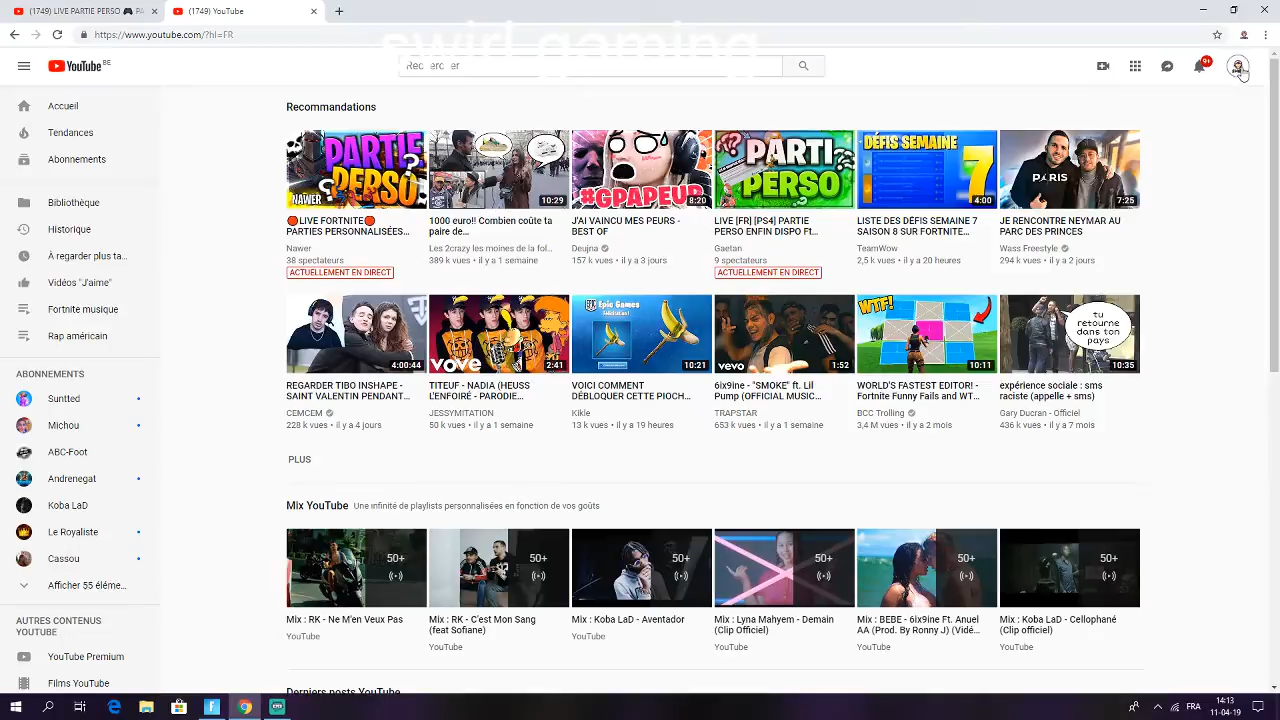 (1749) LIVE PARTIE PERSO 🎮 PA
(1749) YouTube
https://www.youtube.com/?hl=FR
swirl gaming
YouTube BE
Rechercher
9+
Accueil
Tendances
Abonnements
Bibliothèque
Historique
À regarder plus ta...
Vidéos "J'aime"
Fortnite musique
Rap américain
ABONNEMENTS
Suntted
Michou
ABC-Foot
Andrenegat
Koba LaD
Le Royaliste
Cassou
Afficher 55 éléme...
AUTRES CONTENUS
YOUTUBE
YouTube Premium
Films YouTube
Recommandations
PARTIE
PERSO
NAWER
🔴LIVE FORTNITE🔴
PARTIES PERSONNALISÉES...
Nawer
38 spectateurs
ACTUELLEMENT EN DIRECT
10:29
1000 euro!! Combien coûte ta
paire de...
Les 2crazy les moines de la fol...
389 k vues • il y a 1 semaine
#GPAPEUR
8:20
J'AI VAINCU MES PEURS -
BEST OF
Deujna
157 k vues • il y a 3 jours
PARTI
PERSO
LIVE [FR] [PS4] PARTIE
PERSO ENFIN DISPO Ft...
Gaetan
9 spectateurs
ACTUELLEMENT EN DIRECT
DÉFIS SEMAINE
7
4:00
LISTE DES DÉFIS SEMAINE 7
SAISON 8 SUR FORTNITE...
TeamWow
2,5 k vues • il y a 20 heures
PARIS
7:25
JE RENCONTRE NEYMAR AU
PARC DES PRINCES
Wass Freestyle
294 k vues • il y a 2 jours
4:00:44
REGARDER TIBO INSHAPE -
SAINT VALENTIN PENDANT...
CEMCEM
228 k vues • il y a 4 jours
vevo
2:41
TITEUF - NADIA (HEUSS
L'ENFOIRÉ - PARODIE...
JESSYMITATION
50 k vues • il y a 1 semaine
Epic Games
Félicitations!
10:21
VOICI COMMENT
DÉBLOQUER CETTE PIOCH...
Kikle
13 k vues • il y a 19 heures
vevo
1:52
6ix9ine - "SMOKE" ft. Lil
Pump (OFFICIAL MUSIC...
TRAPSTAR
653 k vues • il y a 1 semaine
WTF!
10:11
WORLD'S FASTEST EDITOR! -
Fortnite Funny Fails and WT...
BCC Trolling
3,4 M vues • il y a 2 mois
tu
retourne
dans ton
pays
10:35
expérience sociale : sms
raciste (appelle + sms)
Gary Ducran - Officiel
436 k vues • il y a 7 mois
PLUS
Mix YouTube Une infinité de playlists personnalisées en fonction de vos goûts
50+
Mix : RK - Ne M'en Veux Pas
YouTube
50+
Mix : RK - C'est Mon Sang
(feat Sofiane)
YouTube
50+
Mix : Koba LaD - Aventador
YouTube
50+
Mix : Lyna Mahyem - Demain
(Clip Officiel)
YouTube
50+
Mix : BEBE - 6ix9ine Ft. Anuel
AA (Prod. By Ronny J) (Vidé...
YouTube
50+
Mix : Koba LaD - Cellophané
(Clip officiel)
YouTube
Derniers posts YouTube
FRA
14:13
11-04-19